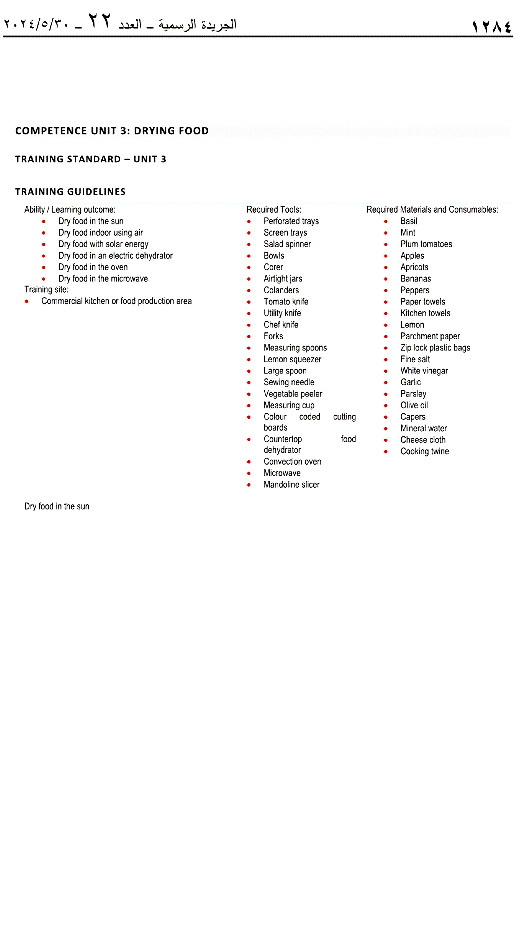 ١٢٨٤
الجريدة الرسمية ـ العدد ٢٢ ـ ٢٠٢٤/٥/٣٠
COMPETENCE UNIT 3: DRYING FOOD
TRAINING STANDARD – UNIT 3
TRAINING GUIDELINES
Ability / Learning outcome:
• Dry food in the sun
• Dry food indoor using air
• Dry food with solar energy
• Dry food in an electric dehydrator
• Dry food in the oven
• Dry food in the microwave
Training site:
• Commercial kitchen or food production area
Required Tools:
• Perforated trays
• Screen trays
• Salad spinner
• Bowls
• Corer
• Airtight jars
• Colanders
• Tomato knife
• Utility knife
• Chef knife
• Forks
• Measuring spoons
• Lemon squeezer
• Large spoon
• Sewing needle
• Vegetable peeler
• Measuring cup
• Colour coded cutting
boards
• Countertop food
dehydrator
• Convection oven
• Microwave
• Mandoline slicer
Required Materials and Consumables:
• Basil
• Mint
• Plum tomatoes
• Apples
• Apricots
• Bananas
• Peppers
• Paper towels
• Kitchen towels
• Lemon
• Parchment paper
• Zip lock plastic bags
• Fine salt
• White vinegar
• Garlic
• Parsley
• Olive oil
• Capers
• Mineral water
• Cheese cloth
• Cooking twine
Dry food in the sun